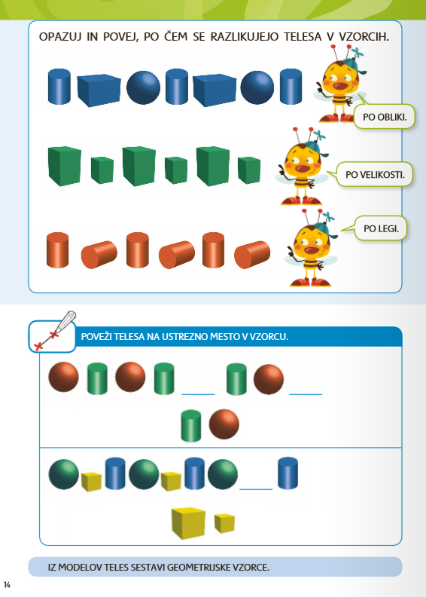 OPAZUJ IN POVEJ, PO ČEM SE RAZLIKUJEJO TELESA V VZORCIH.
PO OBLIKI.
PO VELIKOSTI.
PO LEGI.
POVEŽI TELESA NA USTREZNO MESTO V VZORCU.
IZ MODELOV TELES SESTAVI GEOMETRIJSKE VZORCE.
14